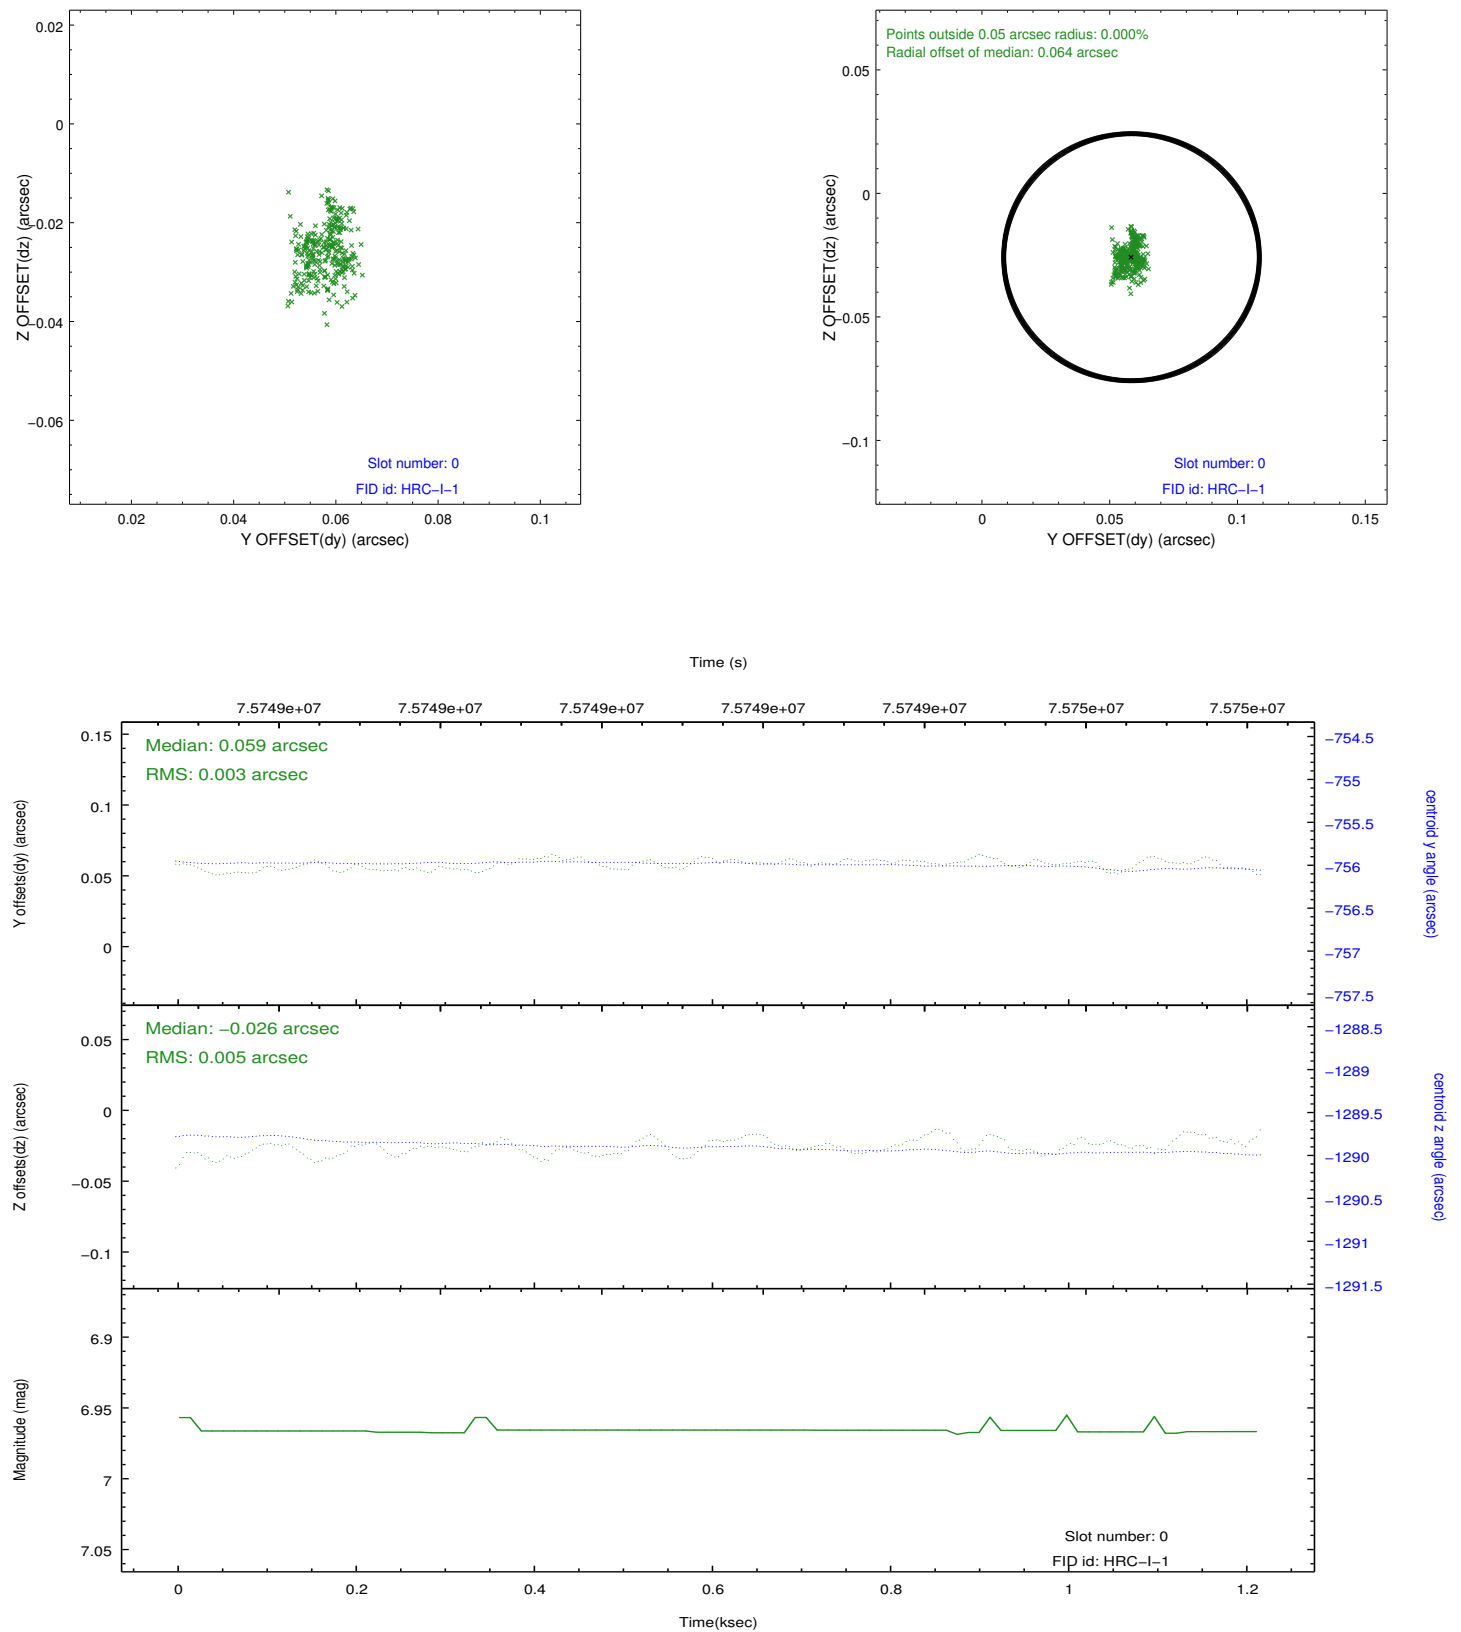 0.02
0
−0.02
−0.04
−0.06
Z OFFSET(dz) (arcsec)
Slot number: 0
FID id: HRC−I−1
0.02 0.04 0.06 0.08 0.1
Y OFFSET(dy) (arcsec)
Points outside 0.05 arcsec radius: 0.000%
Radial offset of median: 0.064 arcsec
0.05
0
−0.05
−0.1
Z OFFSET(dz) (arcsec)
Slot number: 0
FID id: HRC−I−1
0 0.05 0.1 0.15
Y OFFSET(dy) (arcsec)
Time (s)
7.5749e+07 7.5749e+07 7.5749e+07 7.5749e+07 7.5749e+07 7.575e+07 7.575e+07
Median: 0.059 arcsec
RMS: 0.003 arcsec
0.15
0.1
0.05
0
Y offsets(dy) (arcsec)
−754.5
−755
−755.5
−756
−756.5
−757
−757.5
centroid y angle (arcsec)
Median: −0.026 arcsec
RMS: 0.005 arcsec
0.05
0
−0.05
−0.1
Z offsets(dz) (arcsec)
−1288.5
−1289
−1289.5
−1290
−1290.5
−1291
−1291.5
centroid z angle (arcsec)
6.9
6.95
7
7.05
Magnitude (mag)
Slot number: 0
FID id: HRC−I−1
0 0.2 0.4 0.6 0.8 1 1.2
Time(ksec)